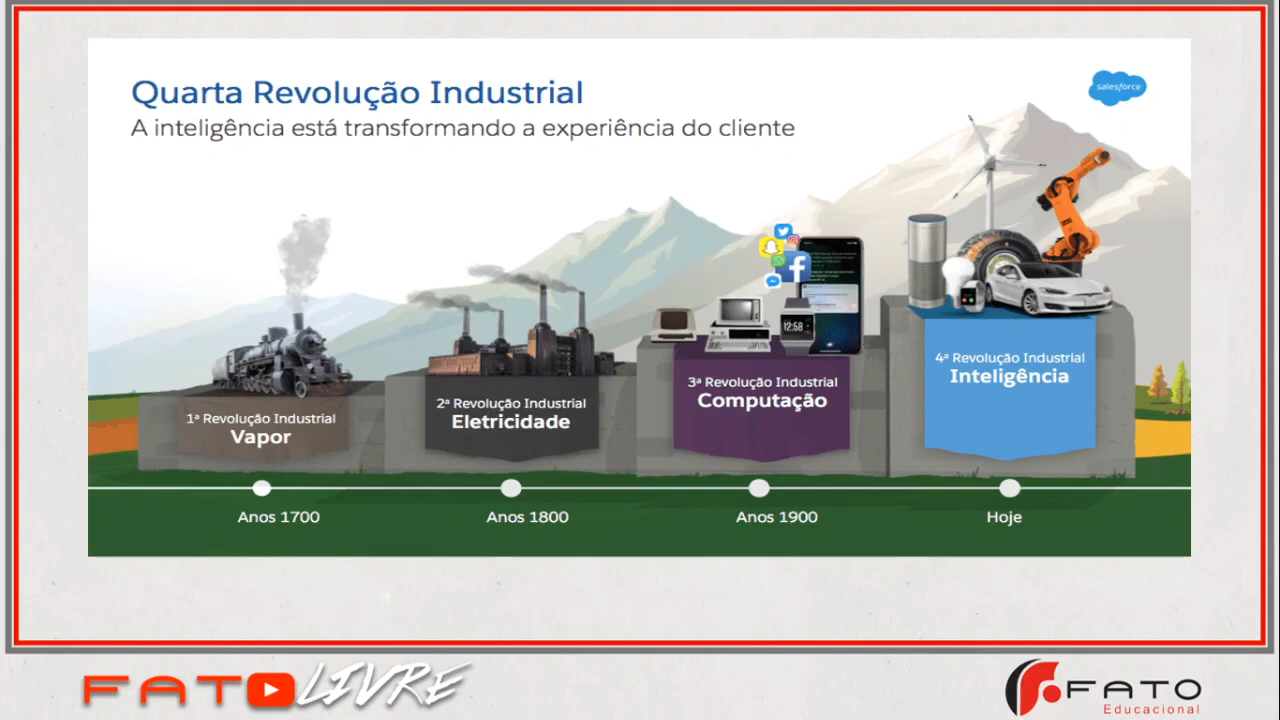 Quarta Revolução Industrial
A inteligência está transformando a experiência do cliente
salesforce
12:58
1ª Revolução Industrial
Vapor
2ª Revolução Industrial
Eletricidade
3ª Revolução Industrial
Computação
4ª Revolução Industrial
Inteligência
Anos 1700
Anos 1800
Anos 1900
Hoje
FATO LIVRE
FATO
Educacional